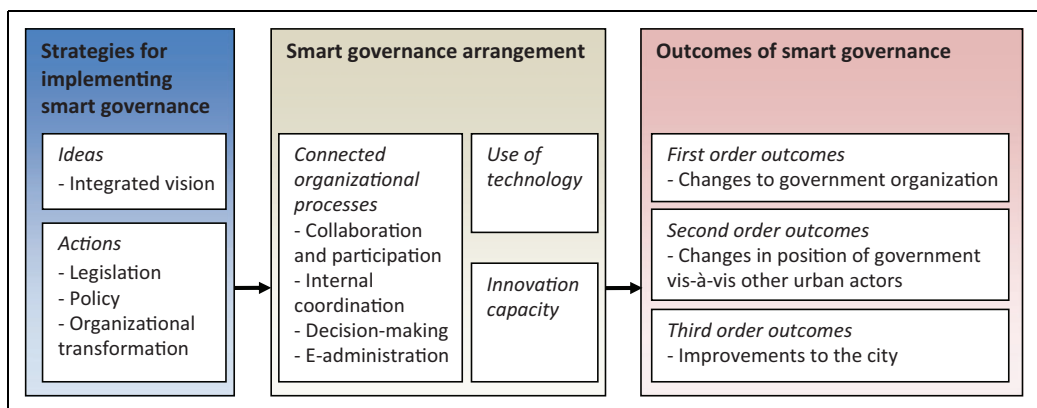 Strategies for
implementing
smart governance
Ideas
- Integrated vision
Actions
- Legislation
- Policy
- Organizational
transformation
Smart governance arrangement
Connected
organizational
processes
- Collaboration
and participation
- Internal
coordination
- Decision-making
- E-administration
Use of
technology
Innovation
capacity
Outcomes of smart governance
First order outcomes
- Changes to government organization
Second order outcomes
- Changes in position of government
vis-à-vis other urban actors
Third order outcomes
- Improvements to the city